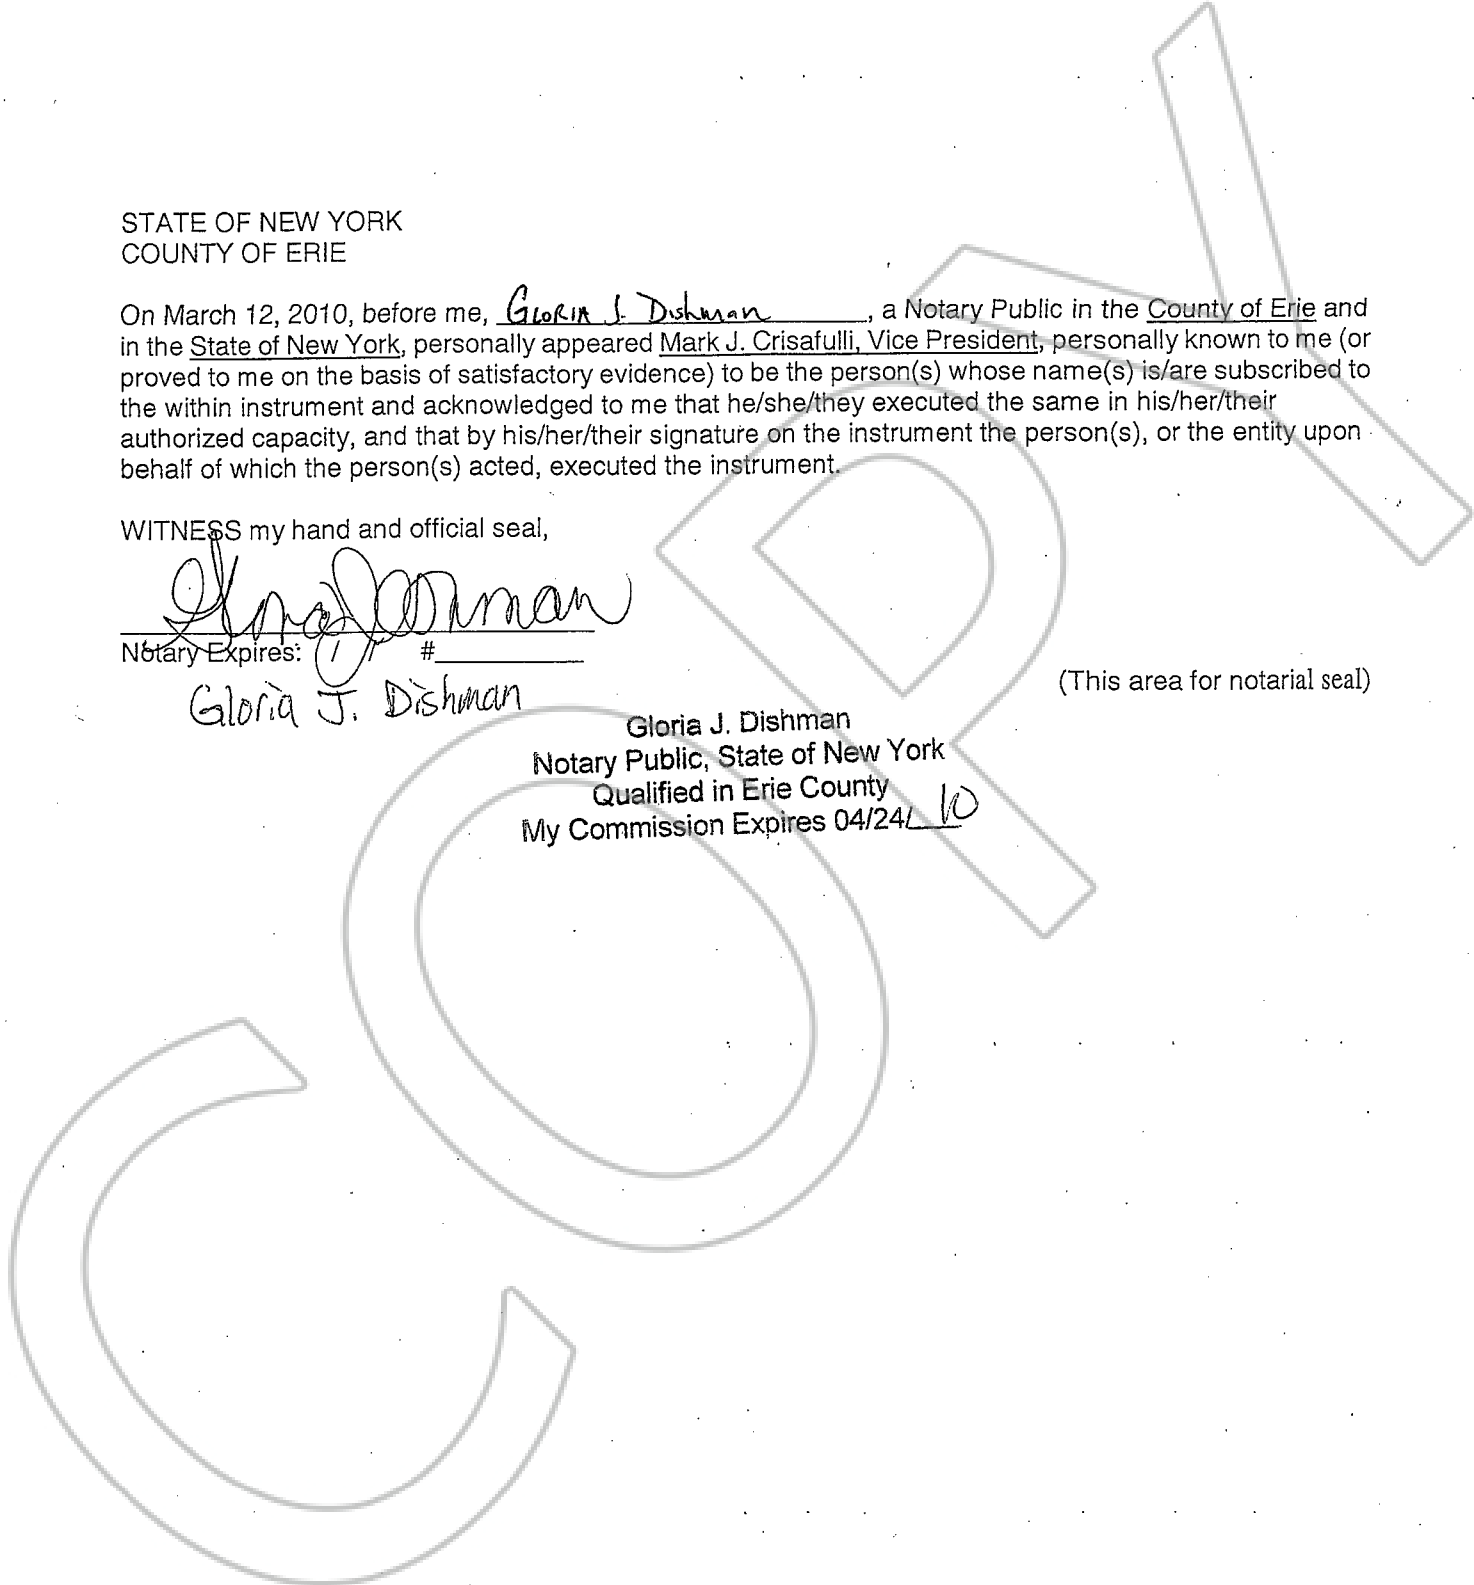 STATE OF NEW YORK
COUNTY OF ERIE
On March 12, 2010, before me, Gloria J. Dishman, a Notary Public in the County of Erie and
in the State of New York, personally appeared Mark J. Crisafulli, Vice President, personally known to me (or
proved to me on the basis of satisfactory evidence) to be the person(s) whose name(s) is/are subscribed to
the within instrument and acknowledged to me that he/she/they executed the same in his/her/their
authorized capacity, and that by his/her/their signature on the instrument the person(s), or the entity upon
behalf of which the person(s) acted, executed the instrument.
WITNESS my hand and official seal,
Gloria J. Dishman
Notary Expires: / / #
Gloria J. Dishman
(This area for notarial seal)
Gloria J. Dishman
Notary Public, State of New York
Qualified in Erie County
My Commission Expires 04/24/ 10
COPY